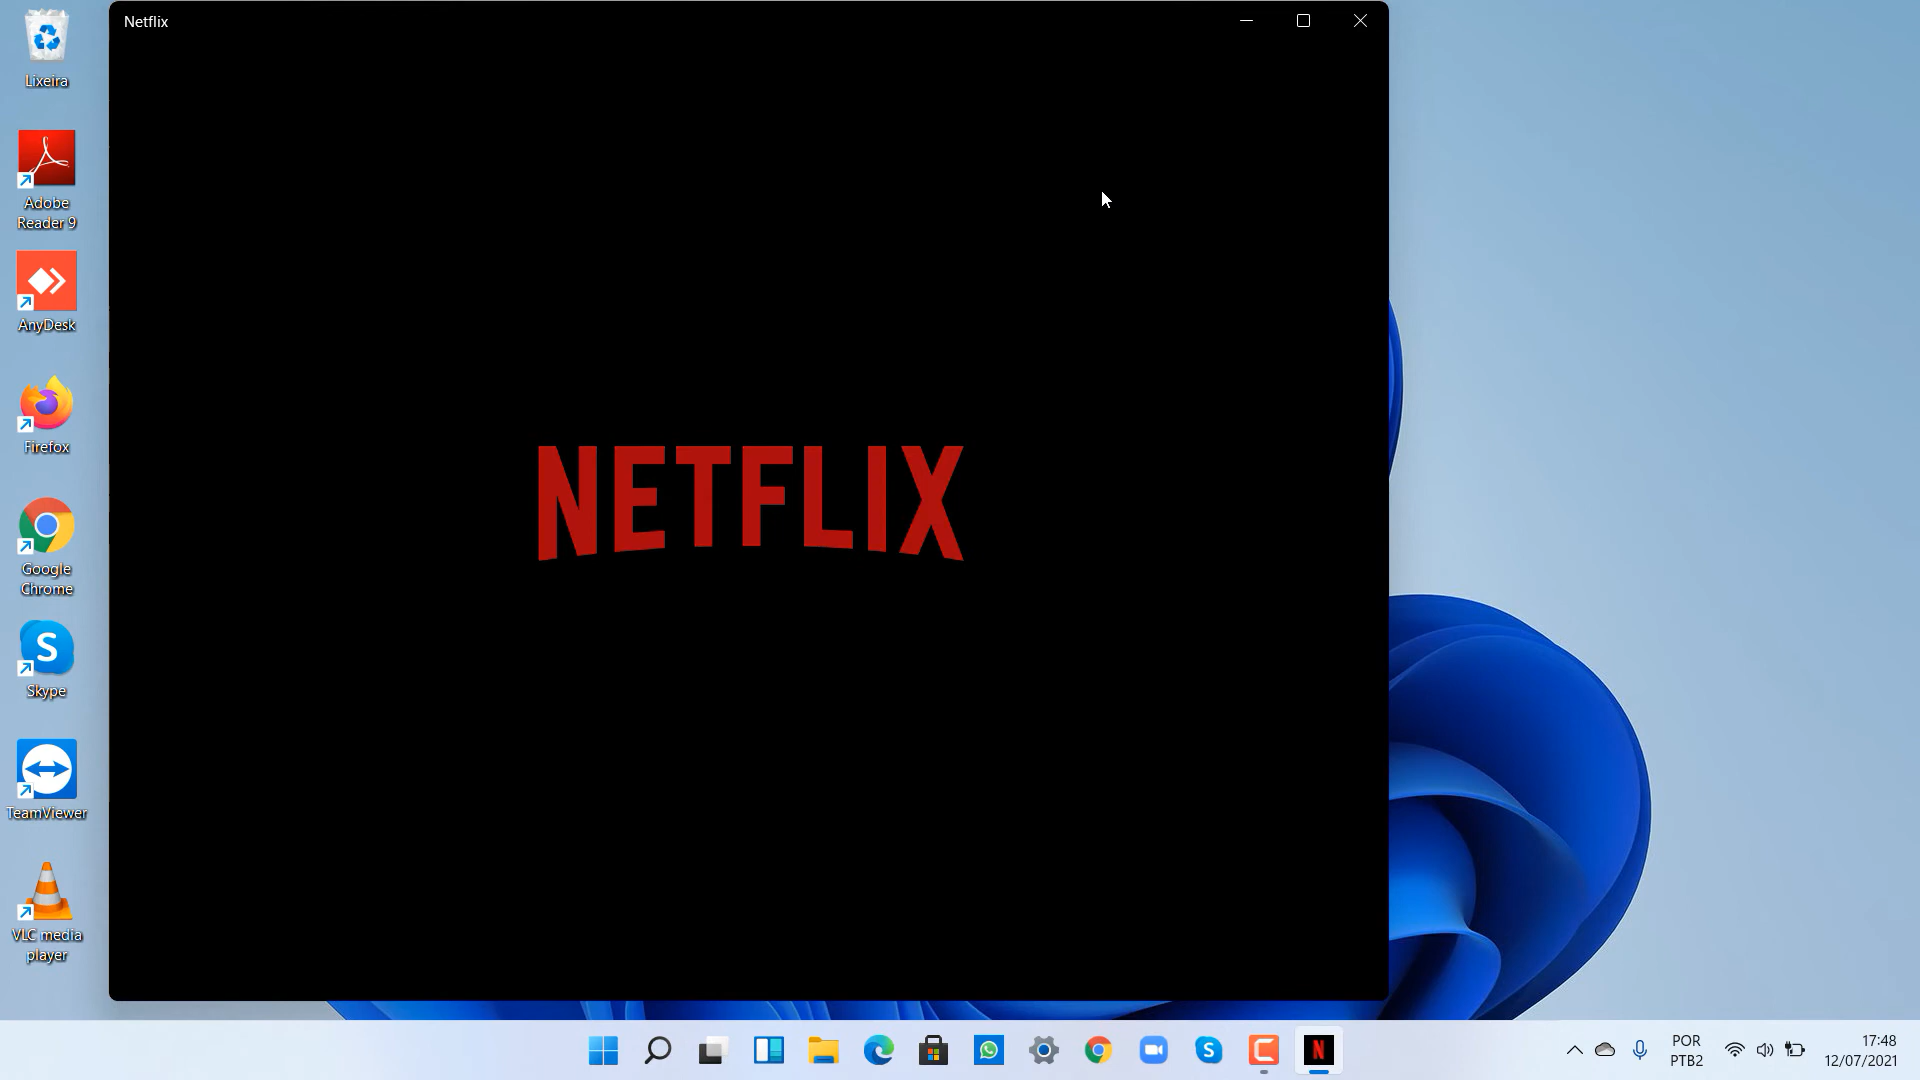 Netflix
Lixeira
Adobe
Reader 9
AnyDesk
Firefox
Google
Chrome
Skype
TeamViewer
VLC media
player
NETFLIX
POR
PTB2
17:48
12/07/2021